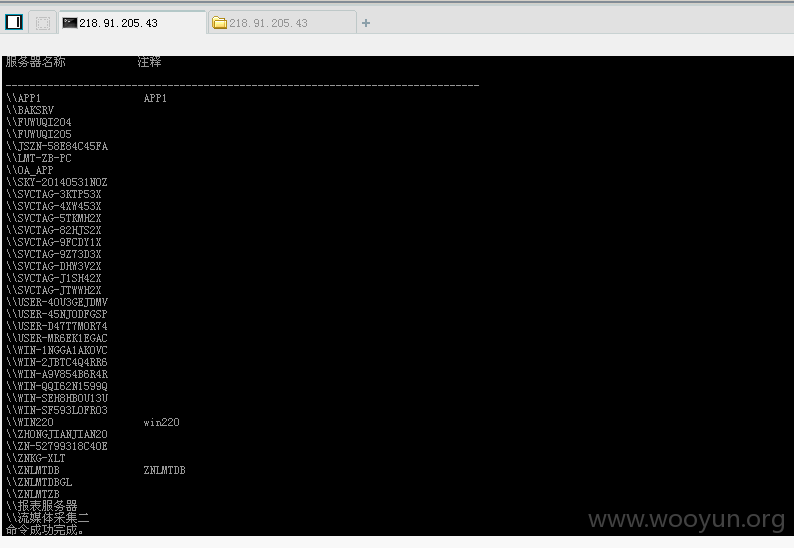 218.91.205.43 218.91.205.43
服务器名称 注释
-------------------------------------------------------------------------------
\\APP1 APP1
\\BAKSRV
\\FUWUQI204
\\FUWUQI205
\\JSZN-58E84C45FA
\\LMT-ZB-PC
\\OA_APP
\\SKY-20140531NOZ
\\SVCTAG-3KTP53X
\\SVCTAG-4XW453X
\\SVCTAG-5TKMH2X
\\SVCTAG-82HJS2X
\\SVCTAG-9FCDY1X
\\SVCTAG-9Z73D3X
\\SVCTAG-DHW3V2X
\\SVCTAG-J1SH42X
\\SVCTAG-JTWWH2X
\\USER-4OU3GEJDMV
\\USER-45NJODFGSP
\\USER-D47T7MOR74
\\USER-MR6EK1EGAC
\\WIN-1NGGA1AKOVC
\\WIN-2JBTC4Q4RR6
\\WIN-A9V854B6R4R
\\WIN-QQI62N1599Q
\\WIN-SEH8HBOU13U
\\WIN-SF593LOFRO3
\\WIN220 win220
\\ZHONGJIANJIAN20
\\ZN-52799318C40E
\\ZNKG-XLT
\\ZNLMTDB ZNLMTDB
\\ZNLMTDBGL
\\ZNLMTZB
\\报表服务器
\\流媒体采集二
命令成功完成。
www.wooyun.org